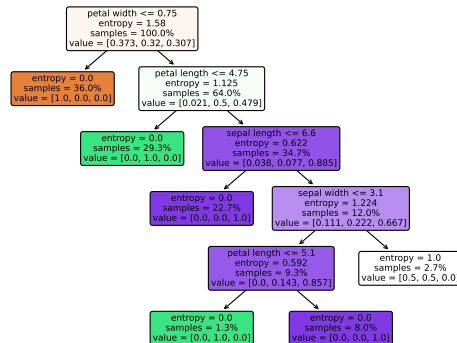 petal width <= 0.75
entropy = 1.58
samples = 100.0%
value = [0.373, 0.32, 0.307]
entropy = 0.0
samples = 36.0%
value = [1.0, 0.0, 0.0]
petal length <= 4.75
entropy = 1.125
samples = 64.0%
value = [0.021, 0.5, 0.479]
entropy = 0.0
samples = 29.3%
value = [0.0, 1.0, 0.0]
sepal length <= 6.6
entropy = 0.622
samples = 34.7%
value = [0.038, 0.077, 0.885]
entropy = 0.0
samples = 22.7%
value = [0.0, 0.0, 1.0]
sepal width <= 3.1
entropy = 1.224
samples = 12.0%
value = [0.111, 0.222, 0.667]
petal length <= 5.1
entropy = 0.592
samples = 9.3%
value = [0.0, 0.143, 0.857]
entropy = 1.0
samples = 2.7%
value = [0.5, 0.5, 0.0
entropy = 0.0
samples = 1.3%
value = [0.0, 1.0, 0.0]
entropy = 0.0
samples = 8.0%
value = [0.0, 0.0, 1.0]